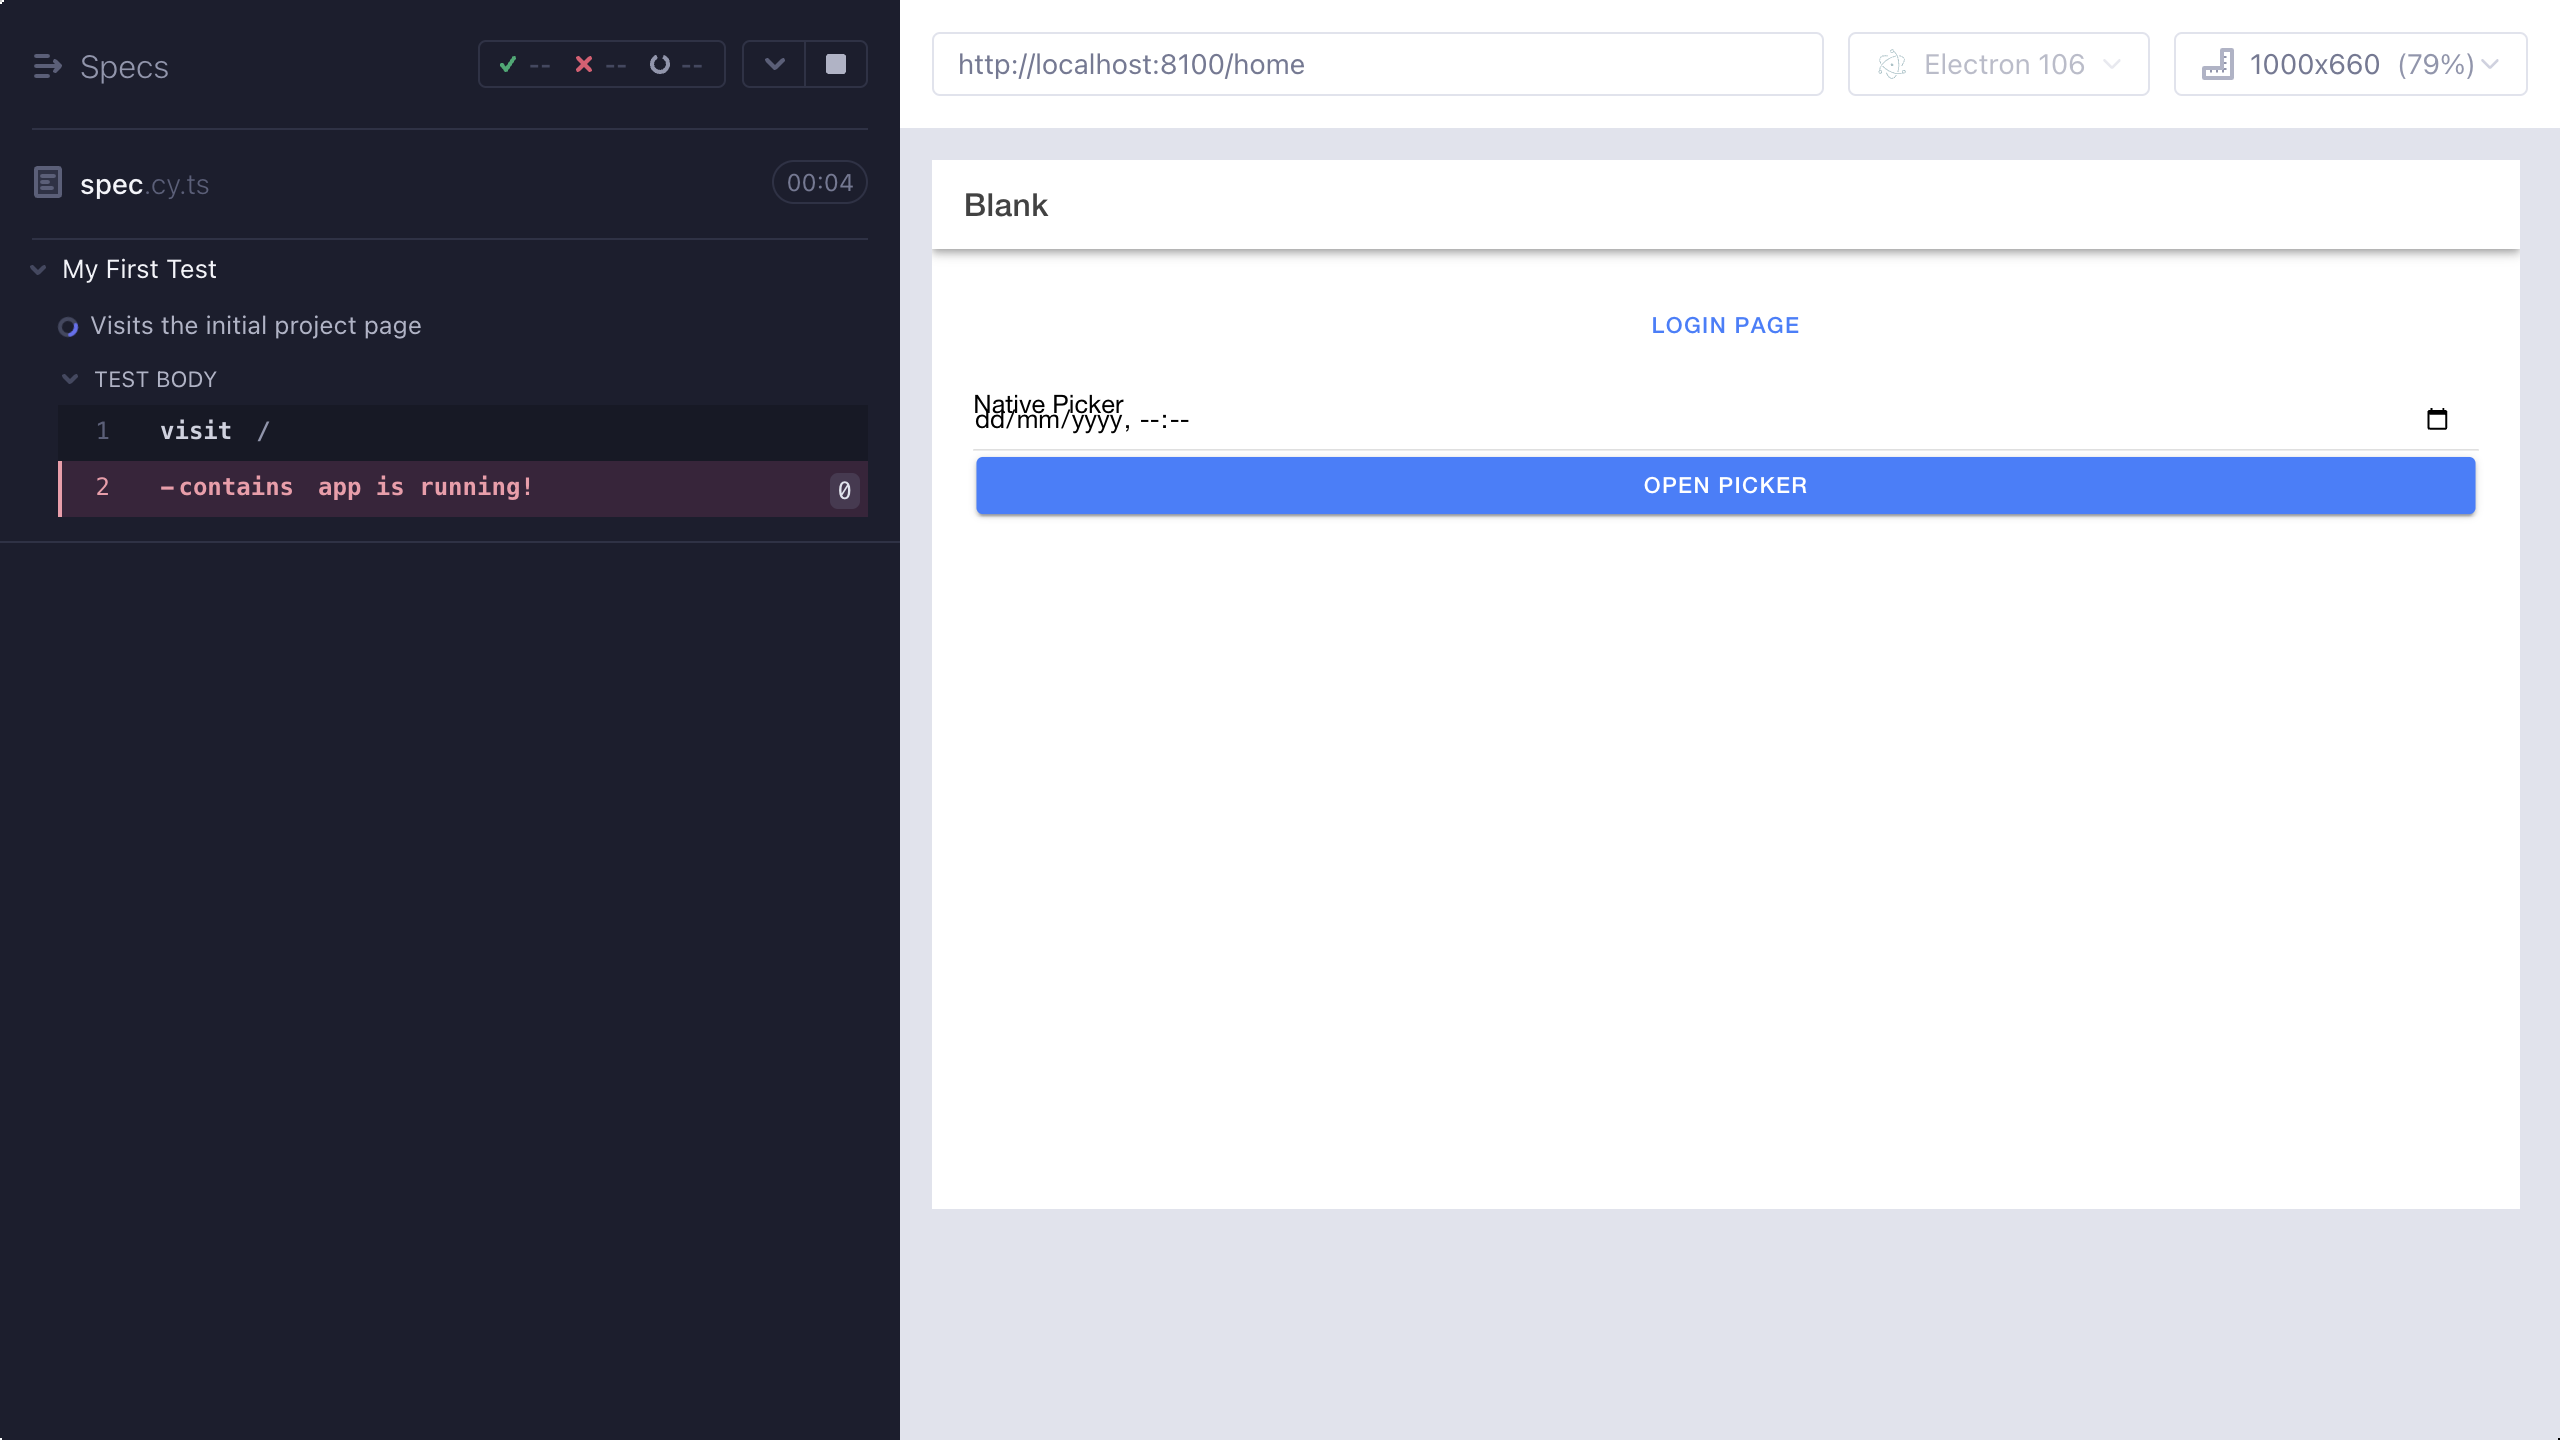 Specs
-- -- --
spec.cy.ts
00:04
My First Test
Visits the initial project page
TEST BODY
1 visit /
2 -contains app is running! 0
http://localhost:8100/home
Electron 106
1000x660 (79%)
Blank
LOGIN PAGE
Native Picker
dd/mm/yyyy, --:--
OPEN PICKER